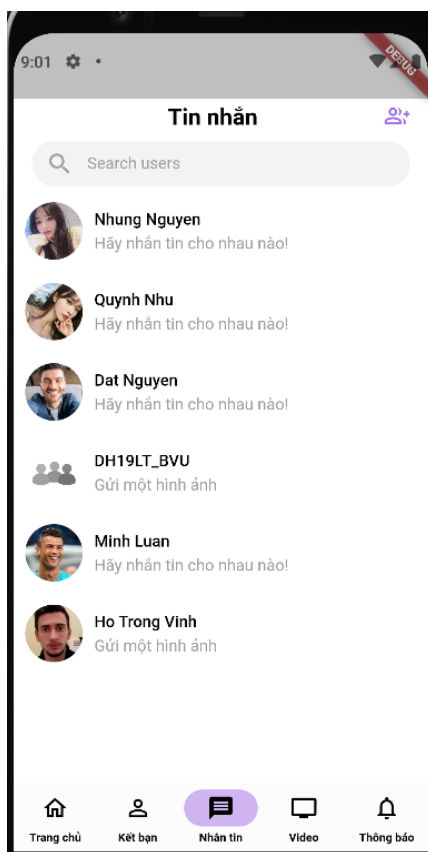 9:01
DEBUG
Tin nhắn
Search users
Nhung Nguyen
Hãy nhắn tin cho nhau nào!
Quynh Nhu
Hãy nhắn tin cho nhau nào!
Dat Nguyen
Hãy nhắn tin cho nhau nào!
DH19LT_BVU
Gửi một hình ảnh
Minh Luan
Hãy nhắn tin cho nhau nào!
Ho Trong Vinh
Gửi một hình ảnh
Trang chủ Kết bạn Nhắn tin Video Thông báo